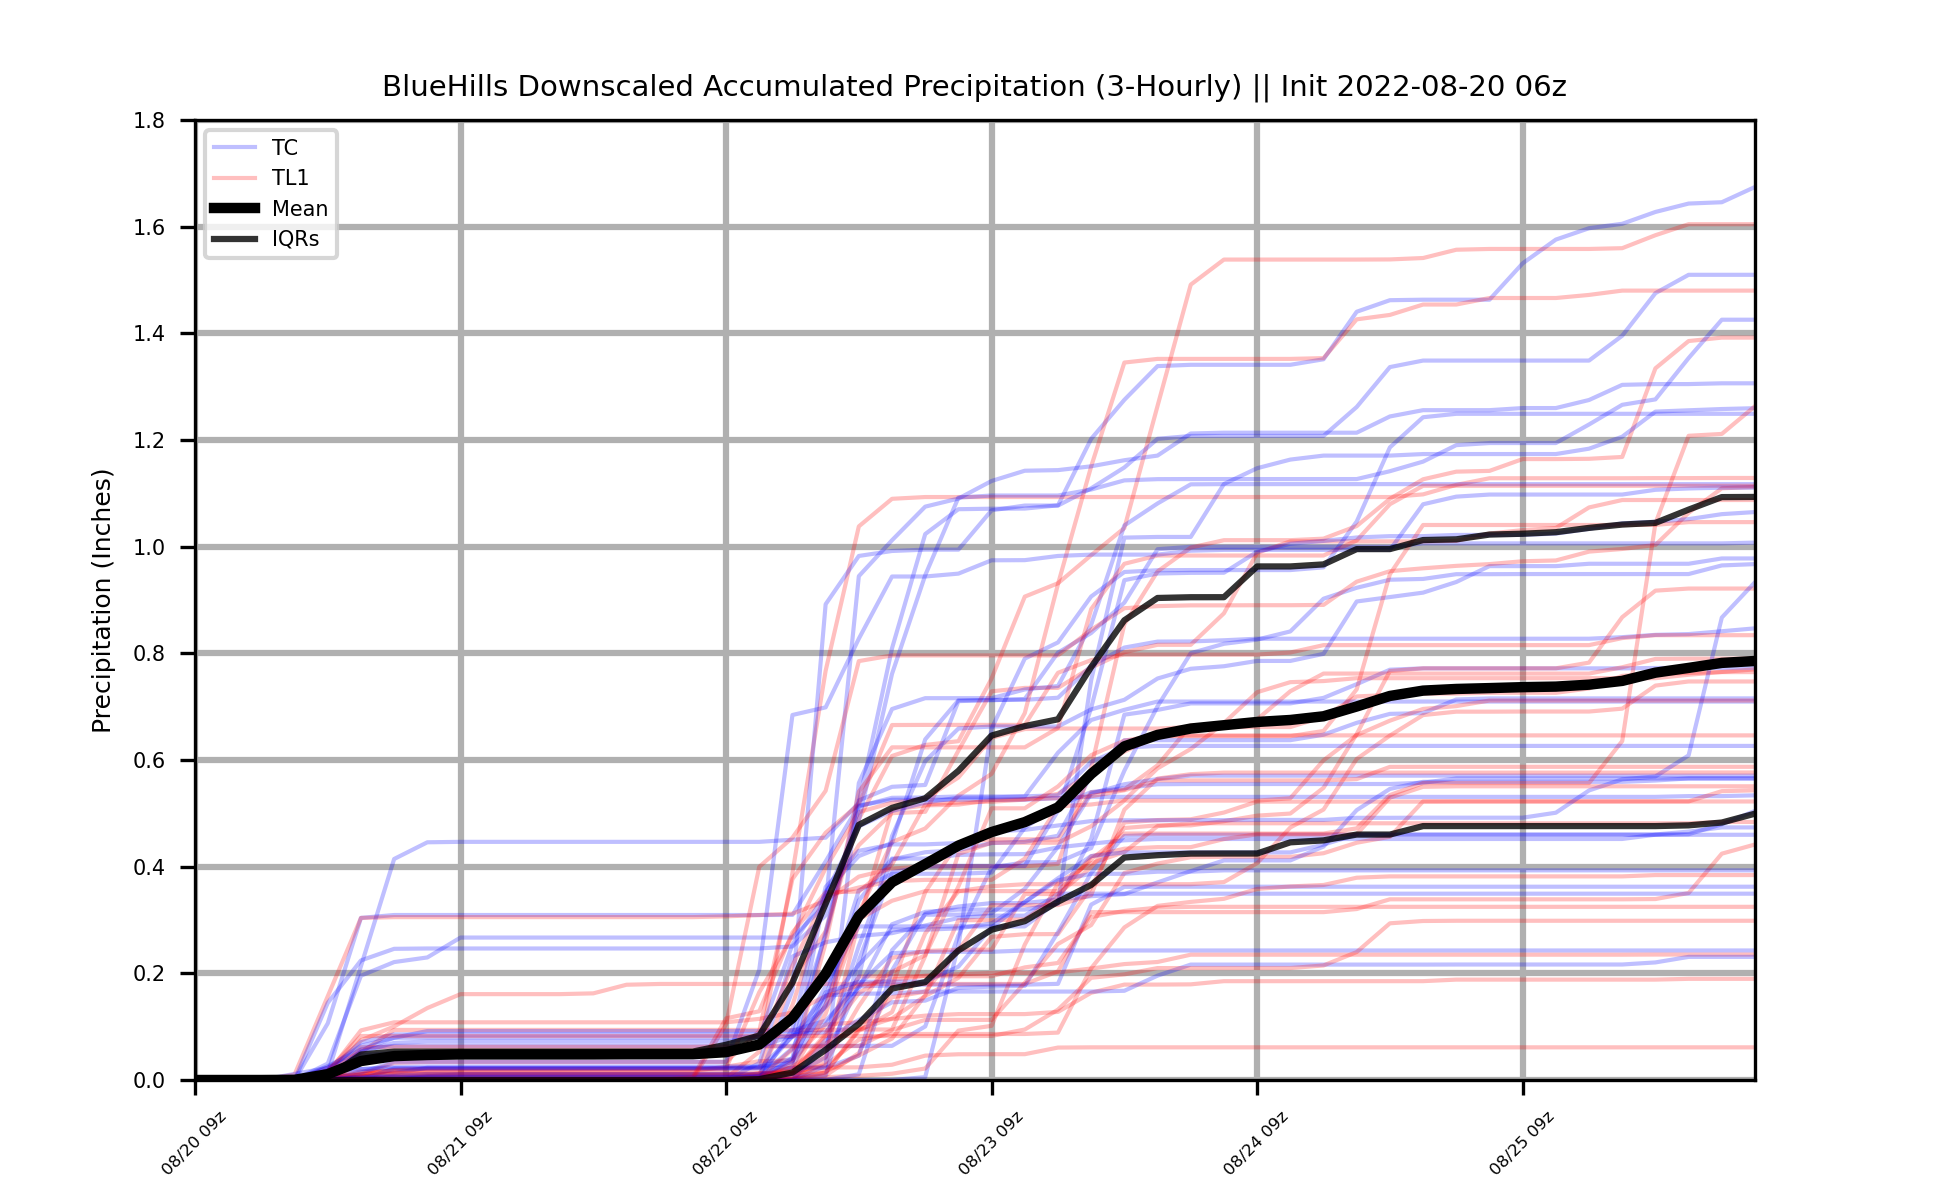 BlueHills Downscaled Accumulated Precipitation (3-Hourly) || Init 2022-08-20 06z
TC
TL1
Mean
IQRs
Precipitation (Inches)
1.8
1.6
1.4
1.2
1.0
0.8
0.6
0.4
0.2
0.0
08/20 09z
08/21 09z
08/22 09z
08/23 09z
08/24 09z
08/25 09z